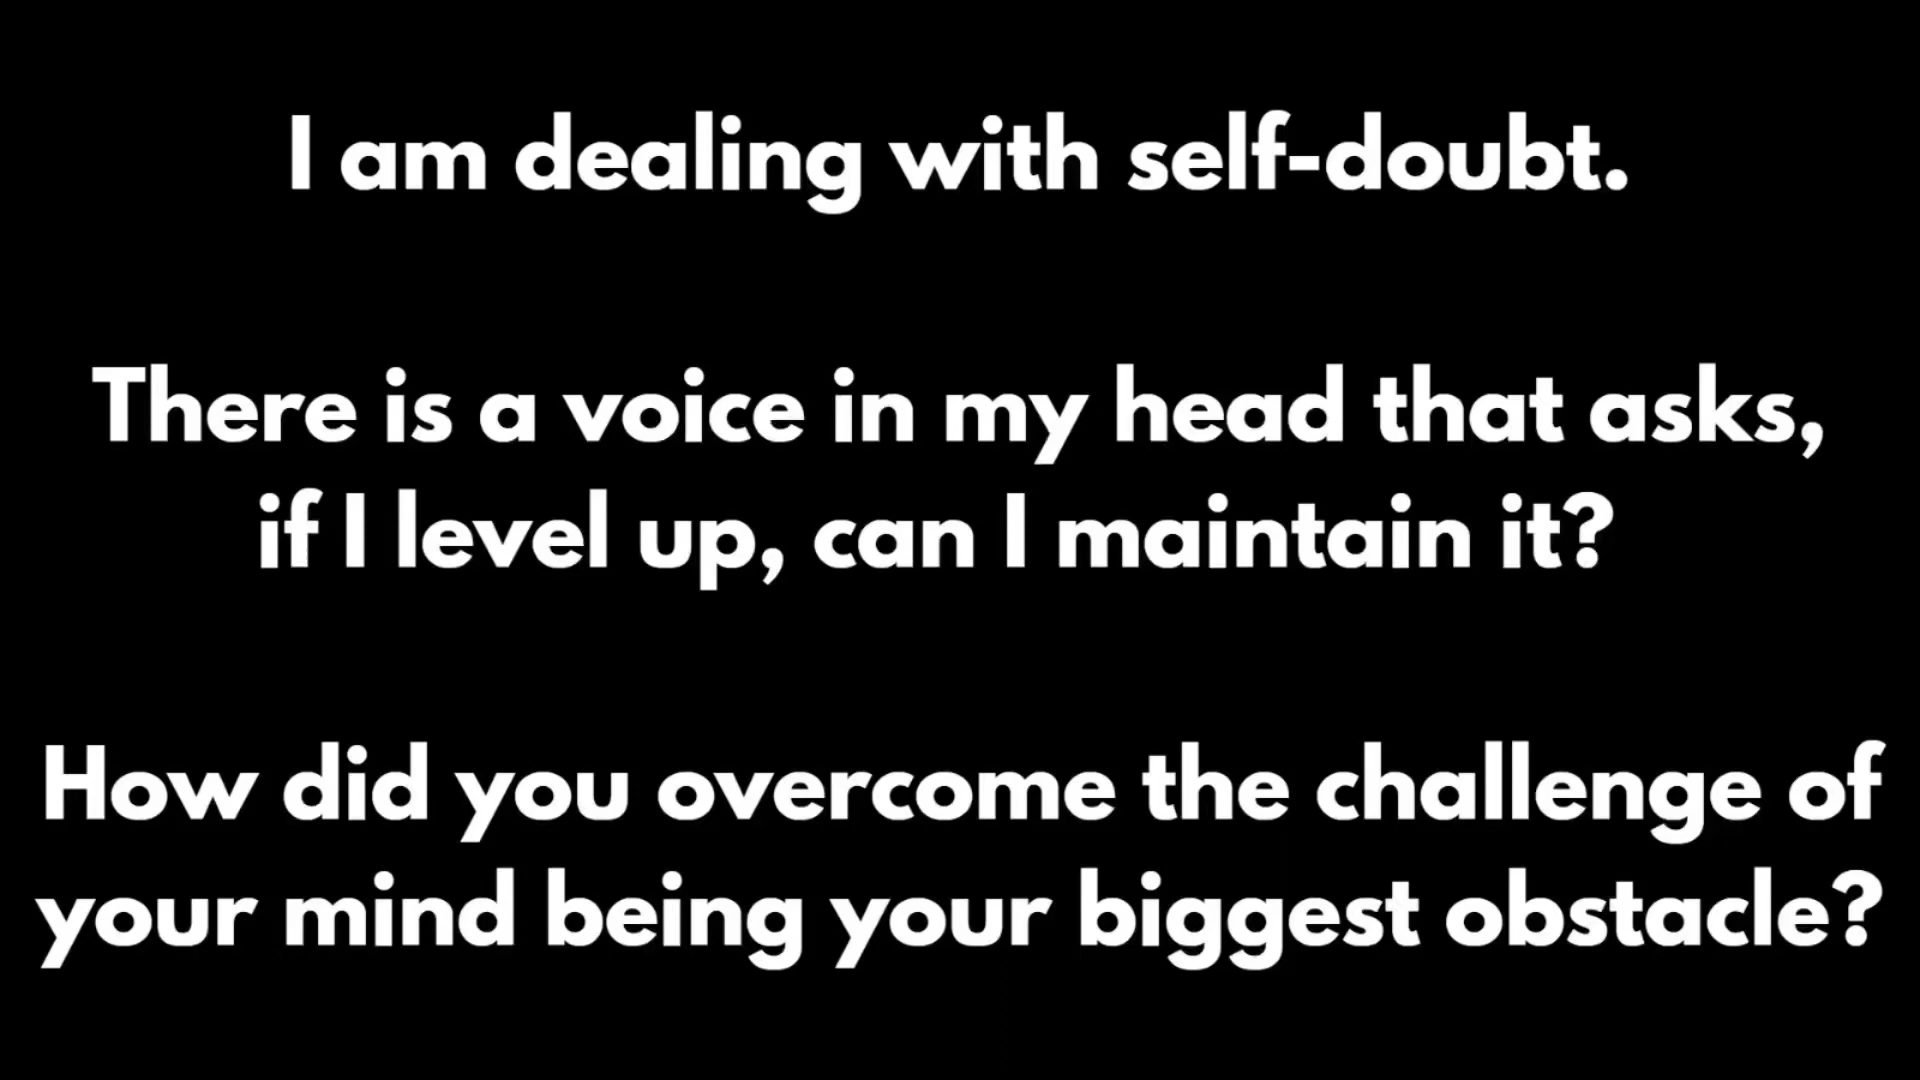 I am dealing with self-doubt.
There is a voice in my head that asks,
if I level up, can I maintain it?
How did you overcome the challenge of
your mind being your biggest obstacle?